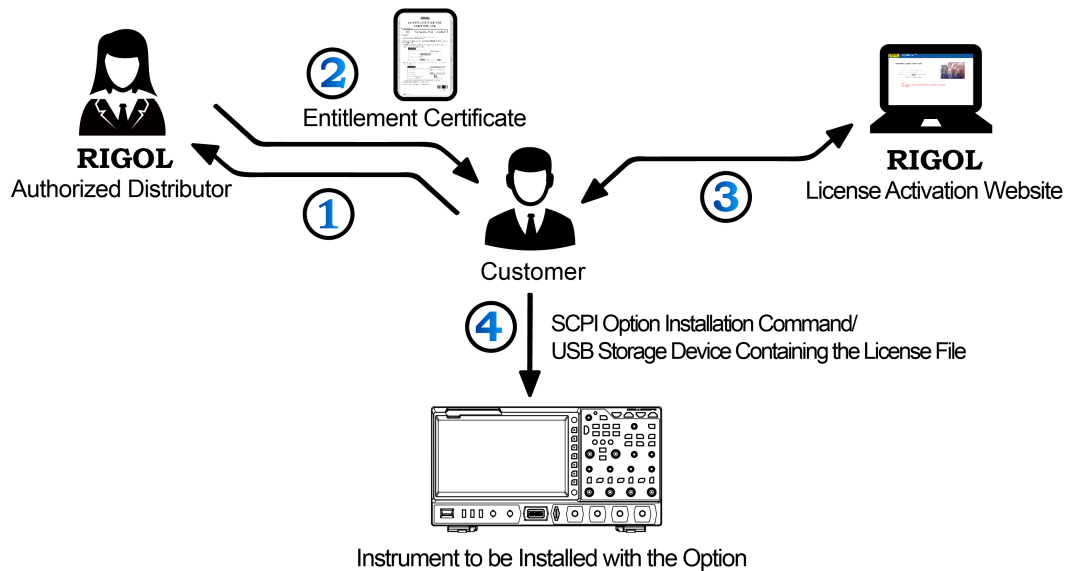 2
Entitlement Certificate
RIGOL
Authorized Distributor
1
RIGOL
License Activation Website
3
Customer
4
SCPI Option Installation Command/
USB Storage Device Containing the License File
Instrument to be Installed with the Option